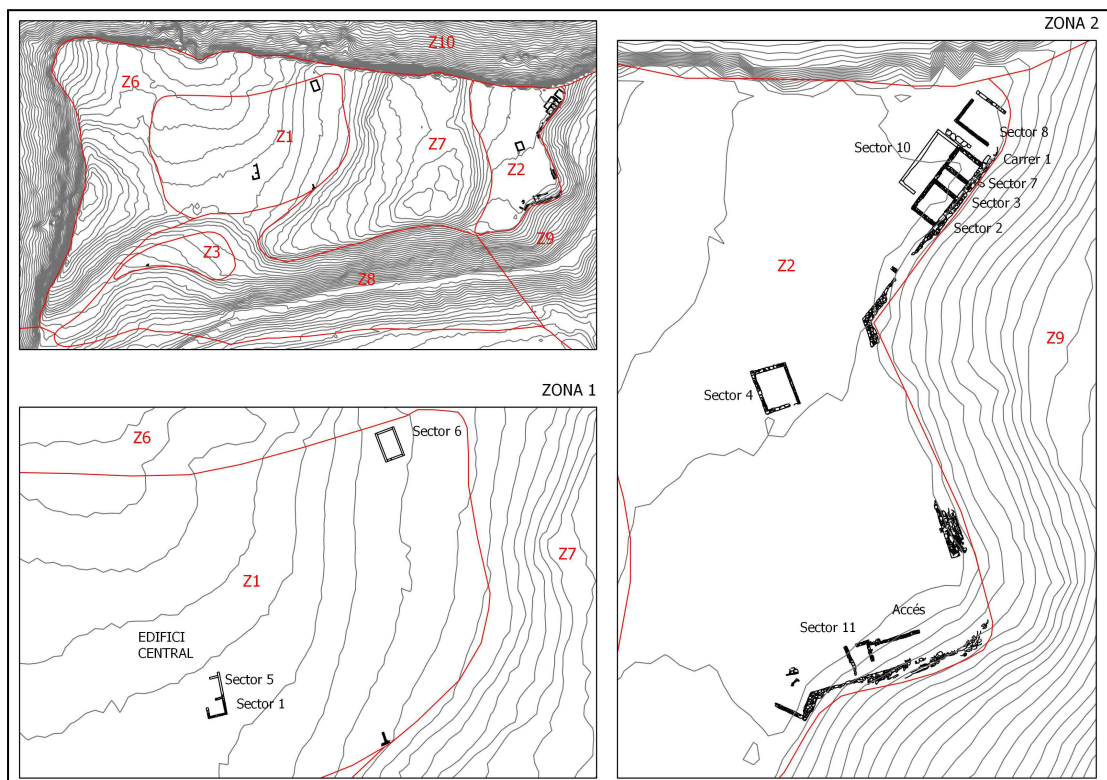 Z10
Z6
Z1
Z7
Z2
Z3
Z9
Z8
ZONA 1
Z6
Sector 6
Z7
Z1
EDIFICI
CENTRAL
Sector 5
Sector 1
ZONA 2
Sector 8
Sector 10
Carrer 1
Sector 7
Sector 3
Sector 2
Z2
Z9
Sector 4
Accés
Sector 11